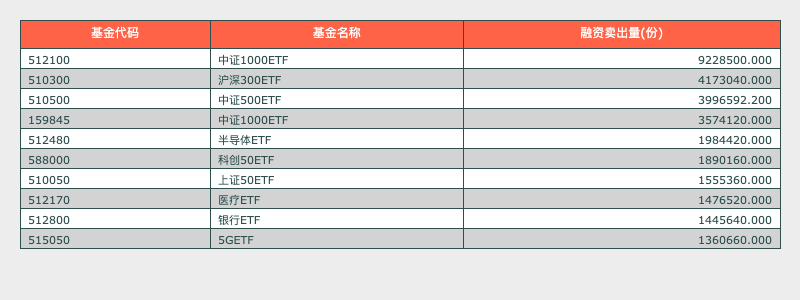 基金代码 基金名称 融资卖出量(份)
512100 中证1000ETF 9228500.000
510300 沪深300ETF 4173040.000
510500 中证500ETF 3996592.200
159845 中证1000ETF 3574120.000
512480 半导体ETF 1984420.000
588000 科创50ETF 1890160.000
510050 上证50ETF 1555360.000
512170 医疗ETF 1476520.000
512800 银行ETF 1445640.000
515050 5GETF 1360660.000